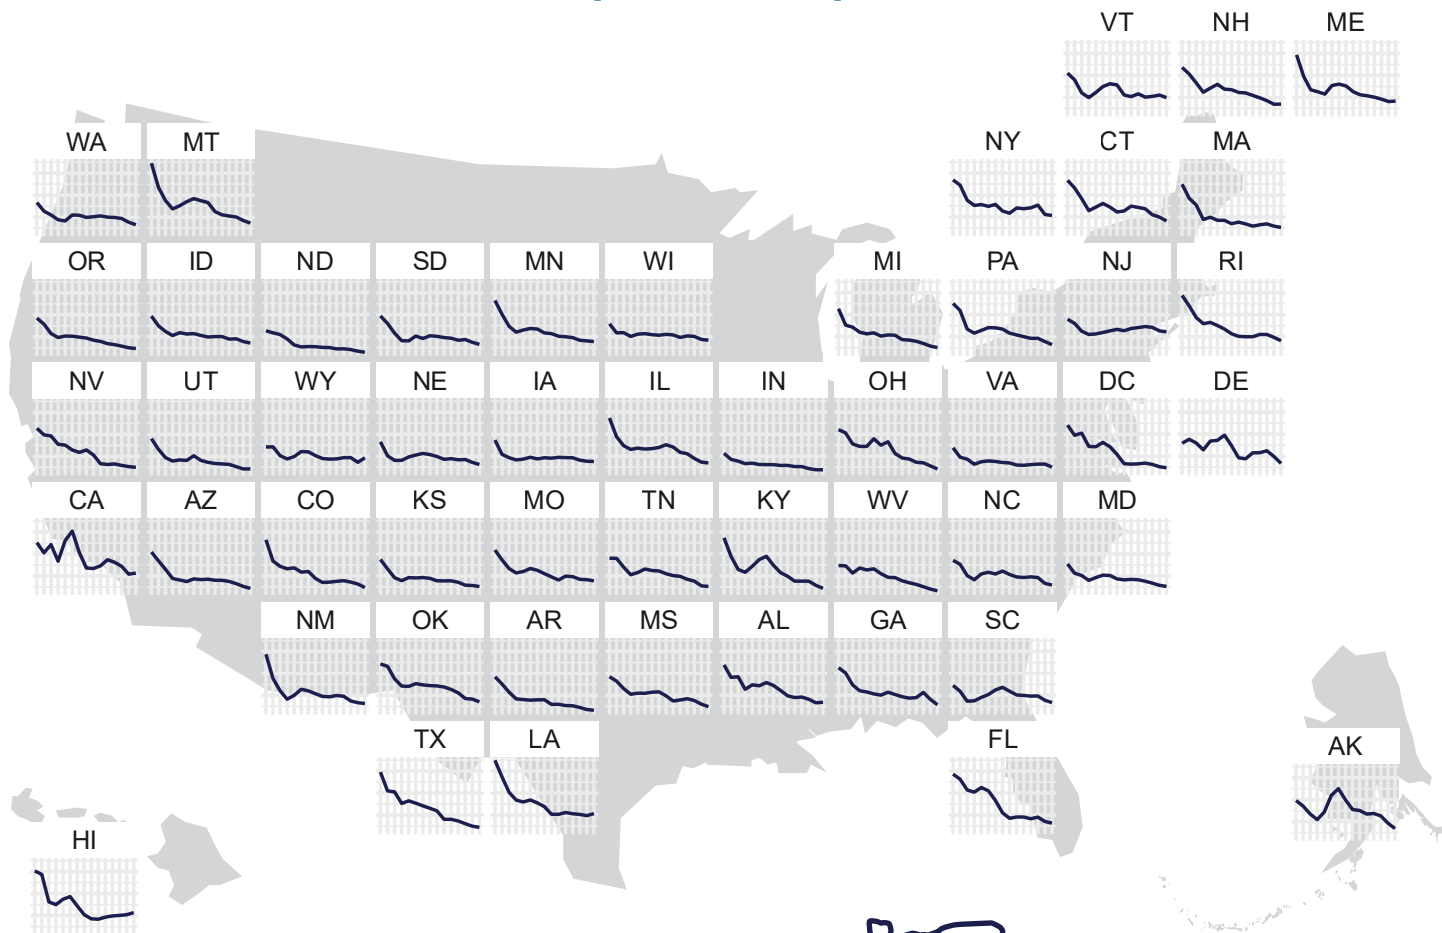 VT NH ME
WA MT NY CT MA
OR ID ND SD MN WI MI PA NJ RI
NV UT WY NE IA IL IN OH VA DC DE
CA AZ CO KS MO TN KY WV NC MD
NM OK AR MS AL GA SC
TX LA FL AK
HI